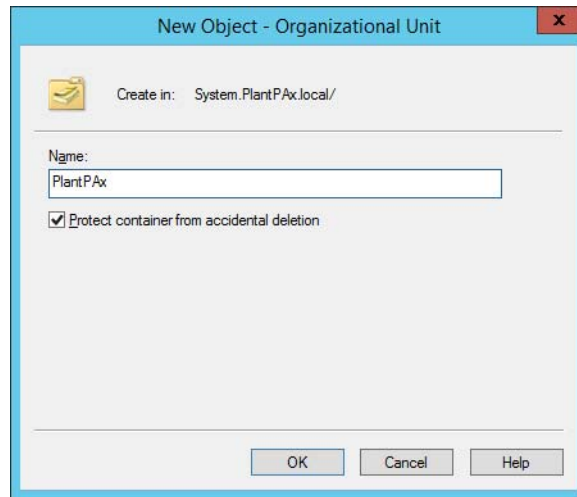 New Object - Organizational Unit
x
Create in: System.PlantPAx.local/
Name:
PlantPAx
Protect container from accidental deletion
OK Cancel Help